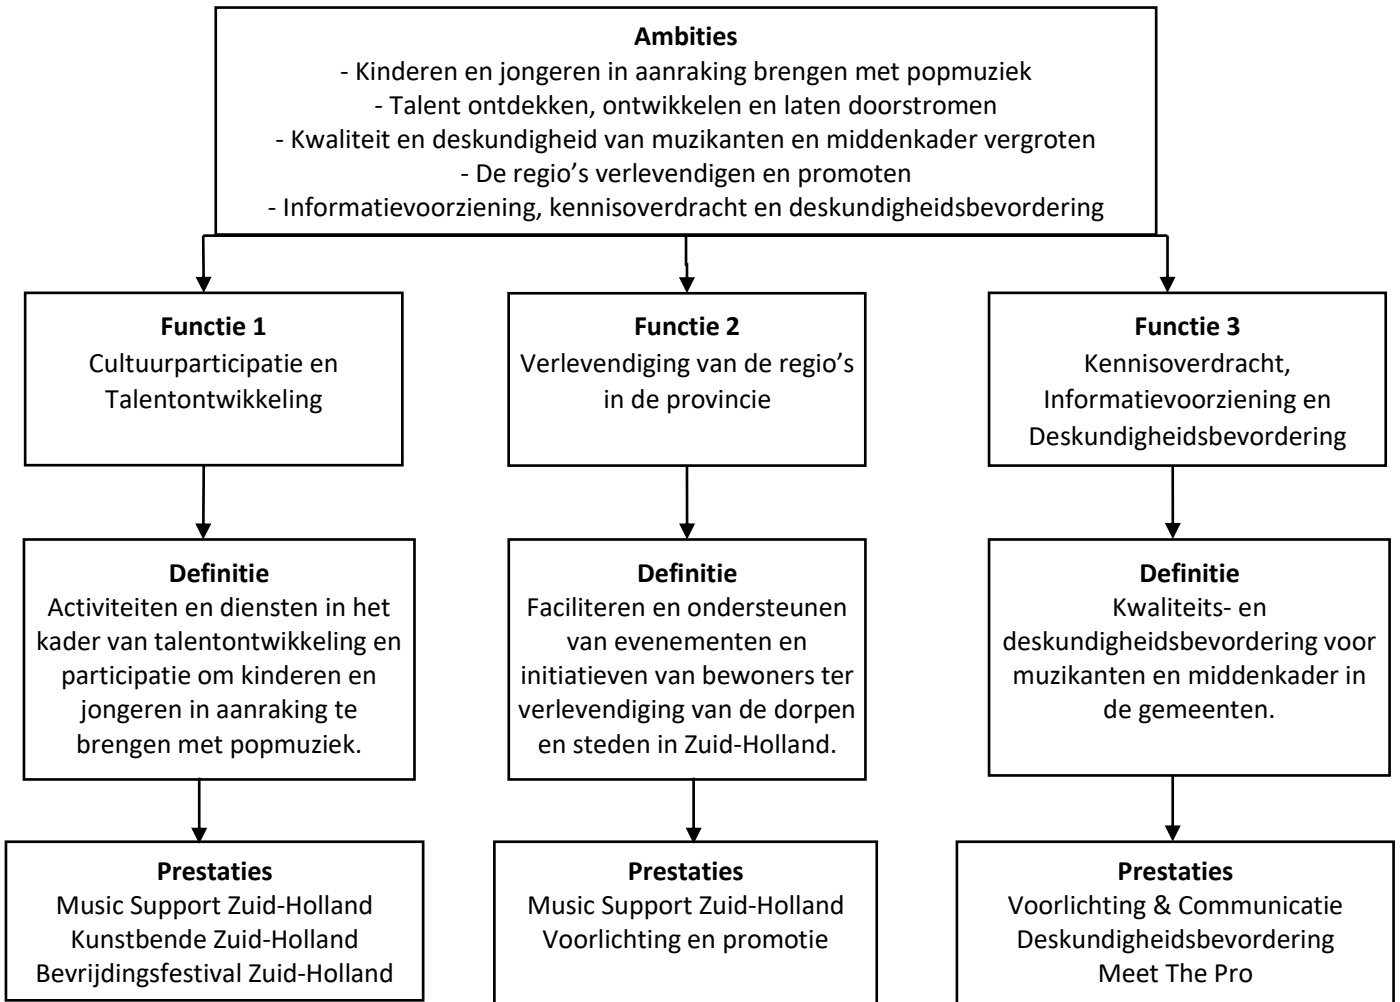 Ambities
- Kinderen en jongeren in aanraking brengen met popmuziek
- Talent ontdekken, ontwikkelen en laten doorstromen
- Kwaliteit en deskundigheid van muzikanten en middenkader vergroten
- De regio’s verlevendigen en promoten
- Informatievoorziening, kennisoverdracht en deskundigheidsbevordering
Functie 1
Cultuurparticipatie en
Talentontwikkeling
Functie 2
Verlevendiging van de regio’s
in de provincie
Functie 3
Kennisoverdracht,
Informatievoorziening en
Deskundigheidsbevordering
Definitie
Activiteiten en diensten in het
kader van talentontwikkeling en
participatie om kinderen en
jongeren in aanraking te
brengen met popmuziek.
Definitie
Faciliteren en ondersteunen
van evenementen en
initiatieven van bewoners ter
verlevendiging van de dorpen
en steden in Zuid-Holland.
Definitie
Kwaliteits- en
deskundigheidsbevordering voor
muzikanten en middenkader in
de gemeenten.
Prestaties
Music Support Zuid-Holland
Kunstbende Zuid-Holland
Bevrijdingsfestival Zuid-Holland
Prestaties
Music Support Zuid-Holland
Voorlichting en promotie
Prestaties
Voorlichting & Communicatie
Deskundigheidsbevordering
Meet The Pro